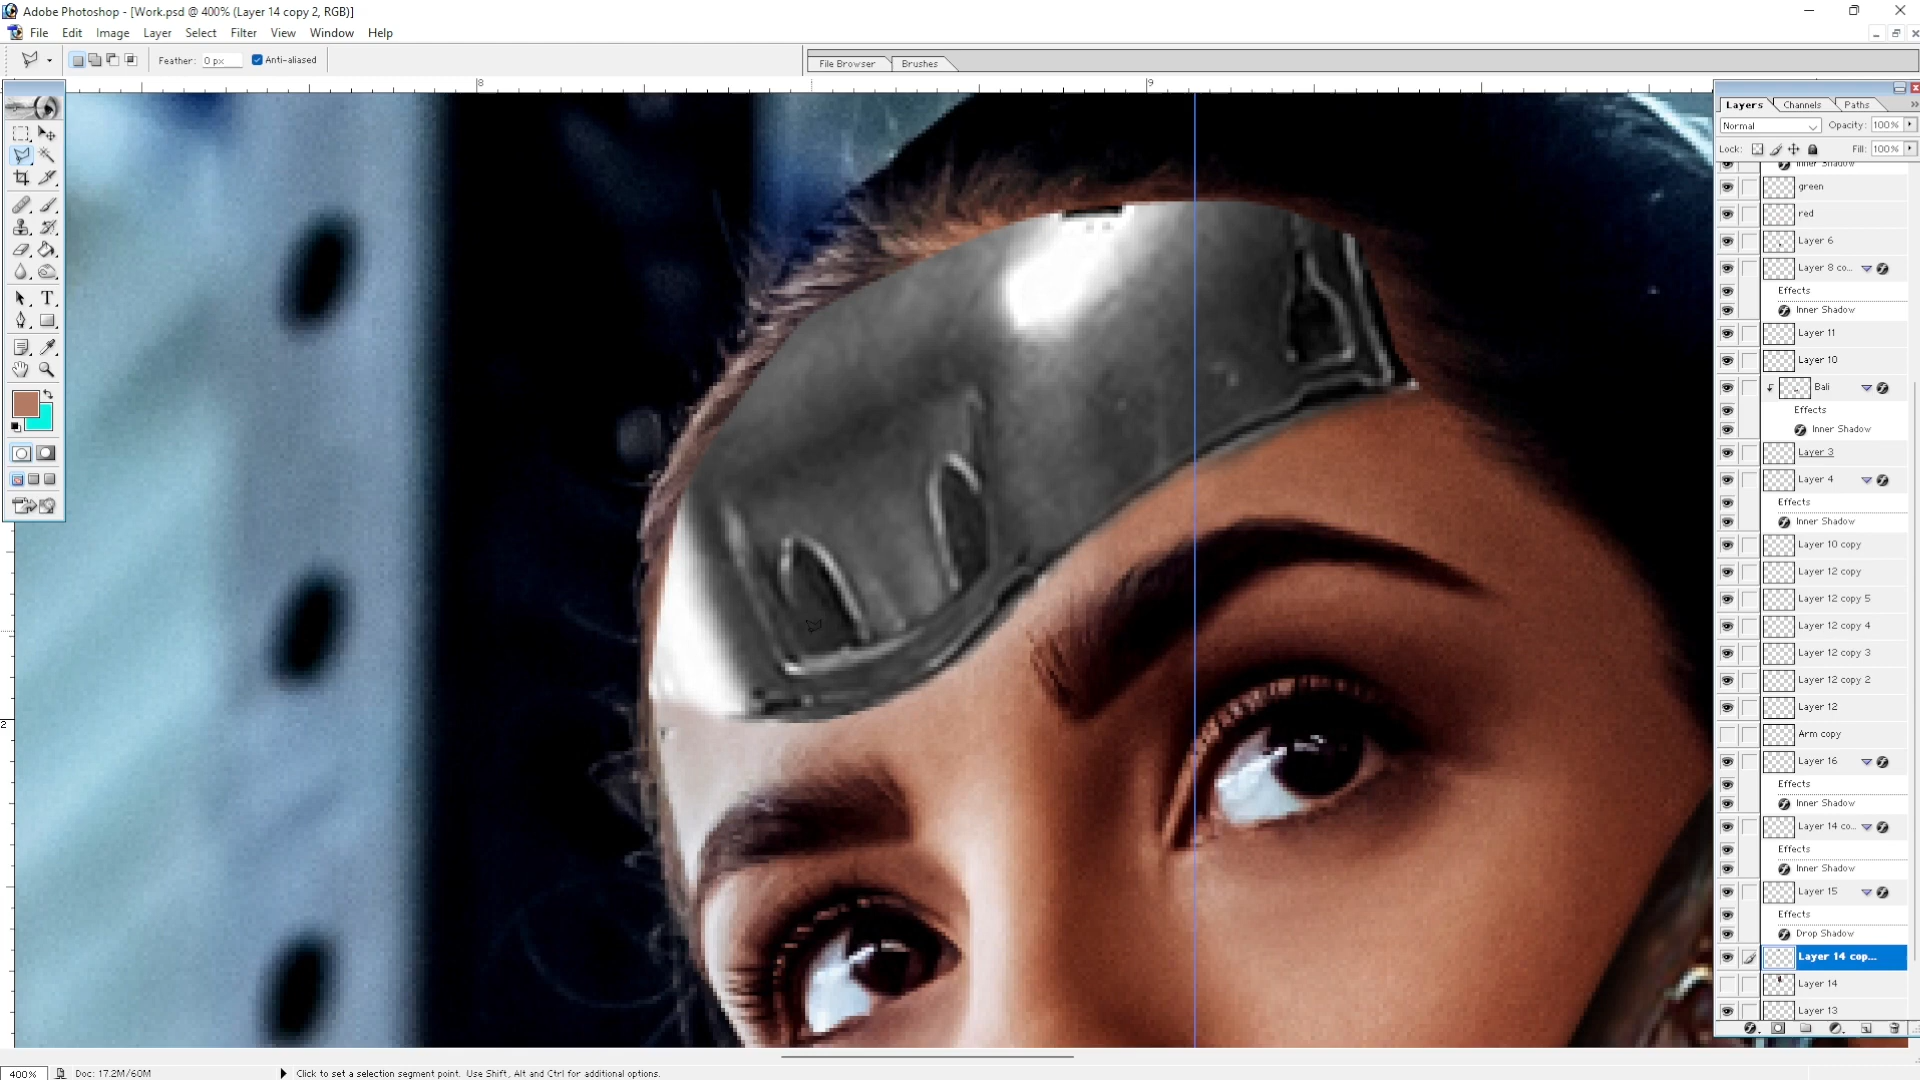 Adobe Photoshop - [Work.psd @ 400% (Layer 14 copy 2, RGB)]
File Edit Image Layer Select Filter View Window Help
Feather: 0 px Anti-aliased
File Browser Brushes
8 9
Layers Channels Paths
Normal Opacity: 100%
Lock: Fill: 100%
Inner Shadow
green
red
Layer 6
Layer 8 co...
Effects
Inner Shadow
Layer 11
Layer 10
Bali
Effects
Inner Shadow
Layer 3
Layer 4
Effects
Inner Shadow
Layer 10 copy
Layer 12 copy
Layer 12 copy 5
Layer 12 copy 4
Layer 12 copy 3
Layer 12 copy 2
Layer 12
2
Arm copy
Layer 16
Effects
Inner Shadow
Layer 14 co...
Effects
Inner Shadow
Layer 15
Effects
Drop Shadow
Layer 14 cop...
Layer 14
Layer 13
400% Doc: 17.2M/60M Click to set a selection segment point. Use Shift, Alt and Ctrl for additional options.